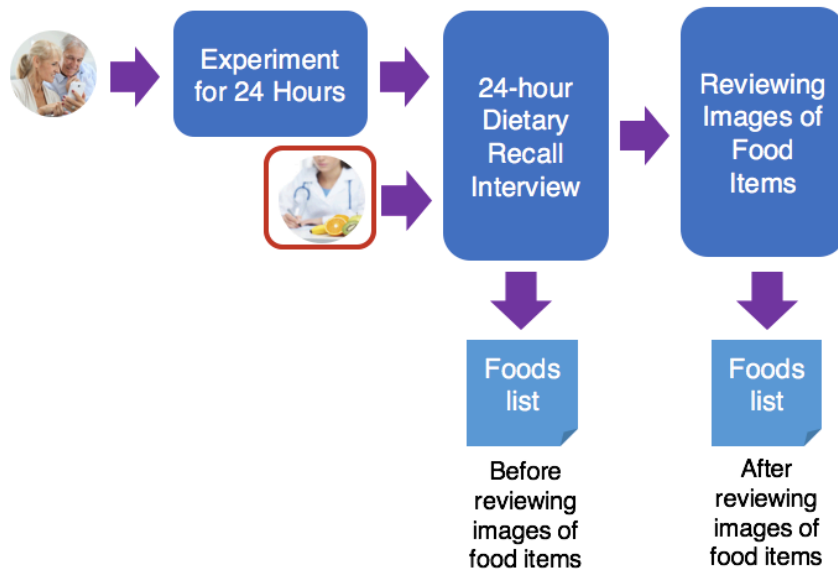 Experiment
for 24 Hours
24-hour
Dietary
Recall
Interview
Reviewing
Images of
Food
Items
Foods
list
Before
reviewing
images of
food items
Foods
list
After
reviewing
images of
food items